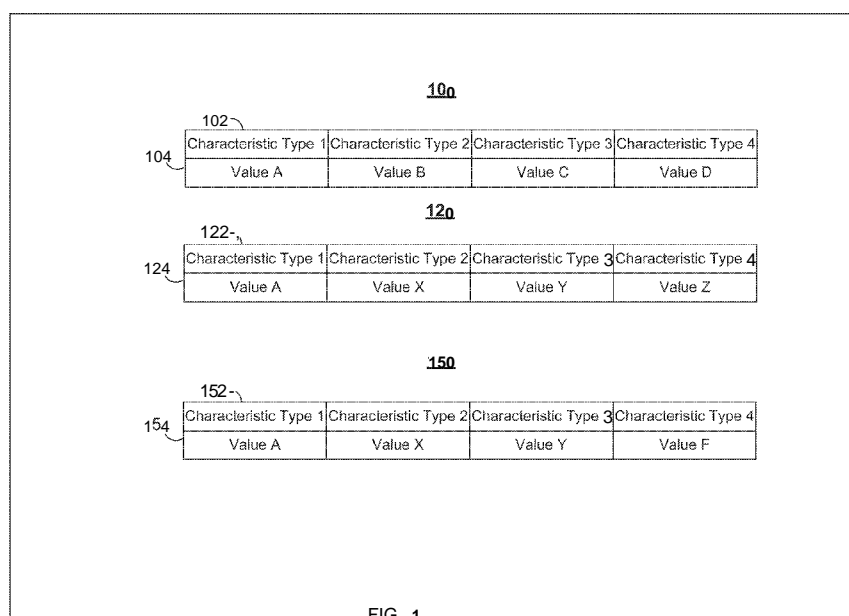 100
102
Characteristic Type 1 Characteristic Type 2 Characteristic Type 3 Characteristic Type 4
104
Value A Value B Value C Value D
120
122-,
Characteristic Type 1 Characteristic Type 2 Characteristic Type 3 Characteristic Type 4
124
Value A Value X Value Y Value Z
150
152-
Characteristic Type 1 Characteristic Type 2 Characteristic Type 3 Characteristic Type 4
154
Value A Value X Value Y Value F
FIG. 1